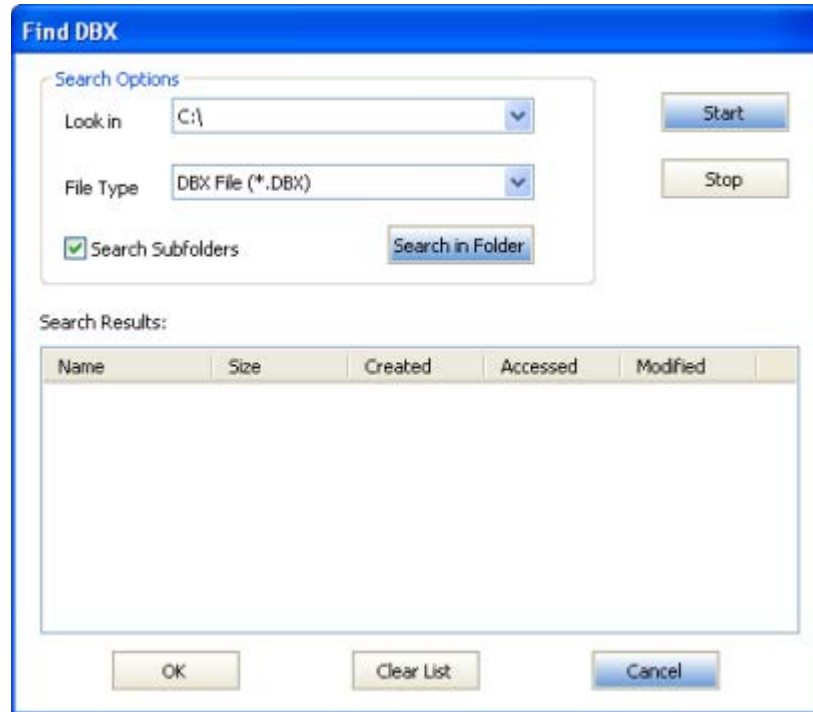 Find DBX
Search Options
Look in C:\ Start
File Type DBX File (*.DBX) Stop
Search Subfolders Search in Folder
Search Results:
Name Size Created Accessed Modified
OK Clear List Cancel